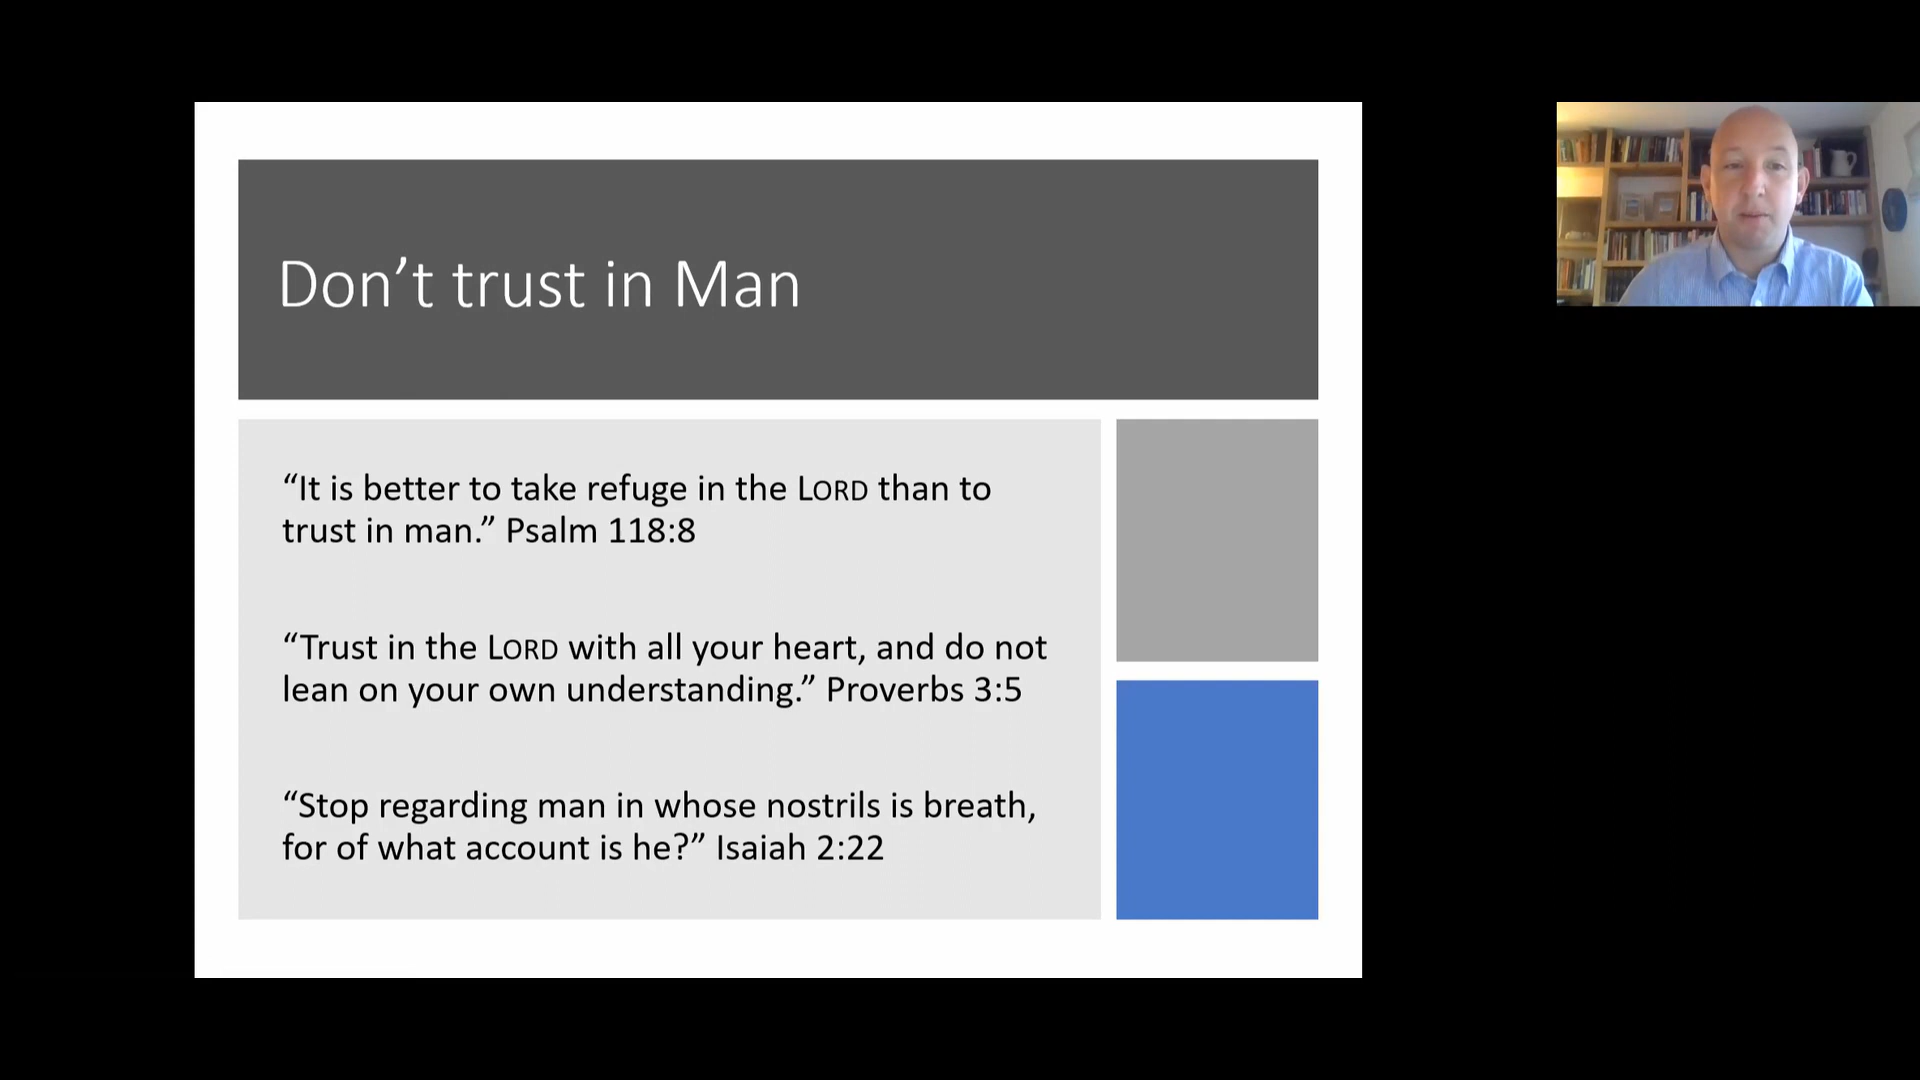 Don’t trust in Man
“It is better to take refuge in the LORD than to
trust in man.” Psalm 118:8
“Trust in the LORD with all your heart, and do not
lean on your own understanding.” Proverbs 3:5
“Stop regarding man in whose nostrils is breath,
for of what account is he?” Isaiah 2:22